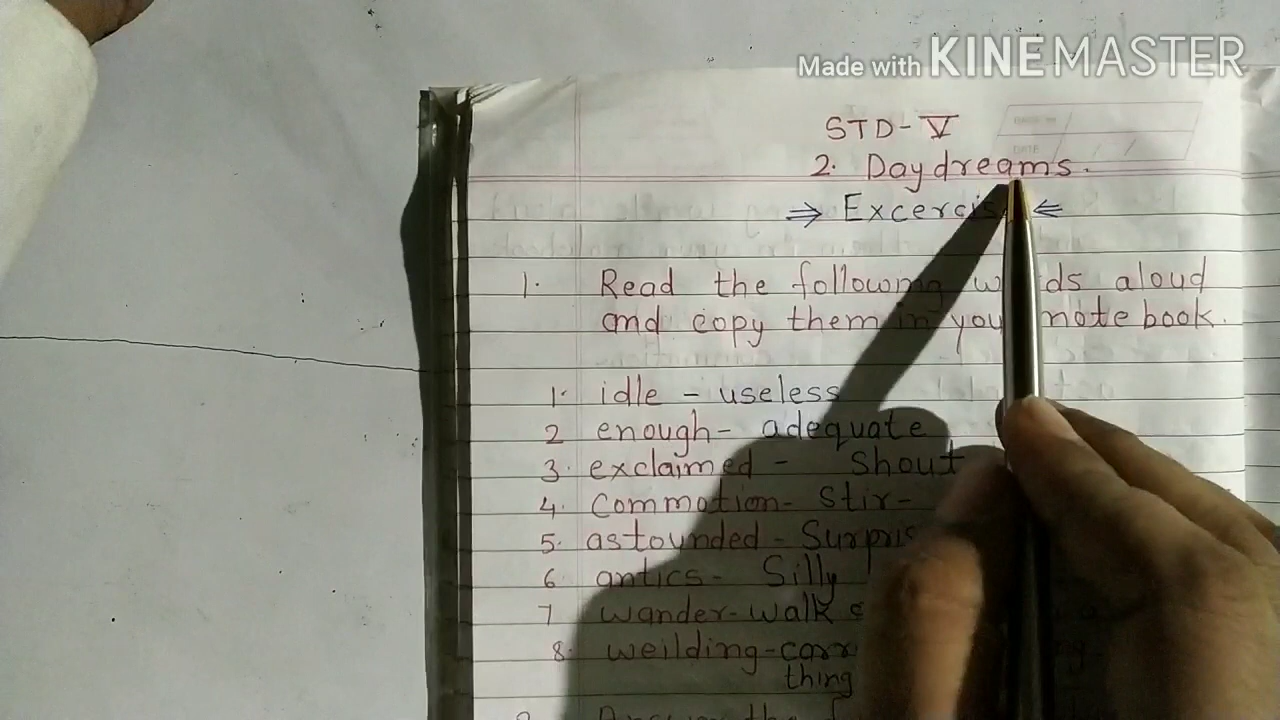 Made with KINEMASTER
STD - V
DATE
2. Daydreams.
⇒ Excercis ⇐
1. Read the following ds aloud
and copy them in note book.
1. idle - useless
2 enough - adequate
3. exclaimed - Shout
4. Commotion - Stir -
5. astounded -
6. antics - Silly
7 wander - walk
8. weilding -
thing